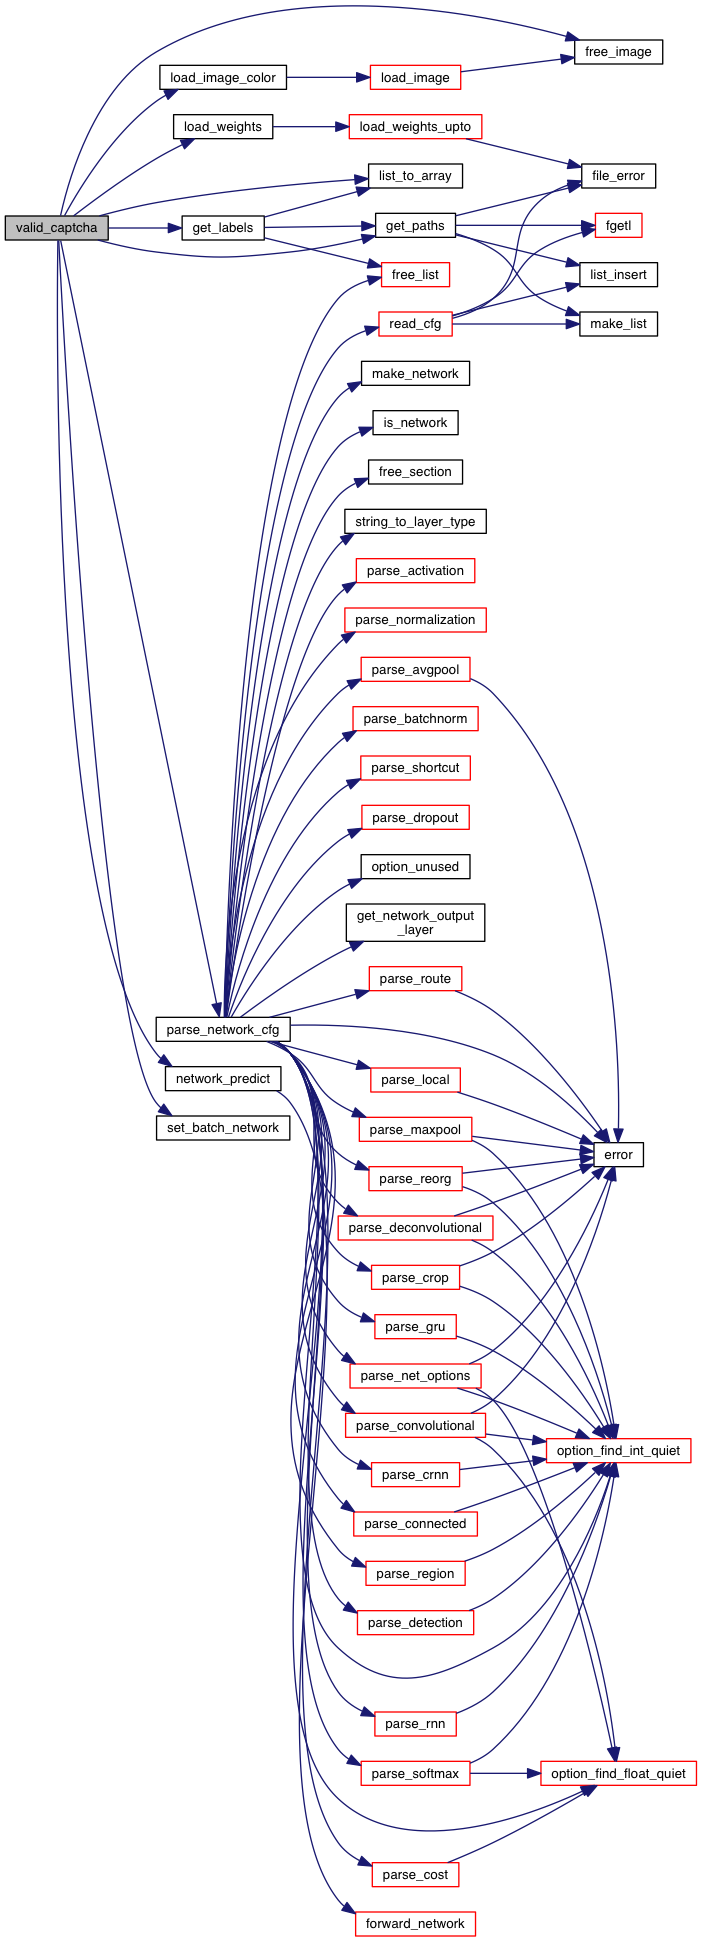 free_image
load_image_color
load_image
load_weights
load_weights_upto
list_to_array
file_error
valid_captcha
get_labels
get_paths
fgetl
free_list
list_insert
read_cfg
make_list
make_network
is_network
free_section
string_to_layer_type
parse_activation
parse_normalization
parse_avgpool
parse_batchnorm
parse_shortcut
parse_dropout
option_unused
get_network_output
_layer
parse_route
parse_network_cfg
network_predict
parse_local
set_batch_network
parse_maxpool
error
parse_reorg
parse_deconvolutional
parse_crop
parse_gru
parse_net_options
parse_convolutional
option_find_int_quiet
parse_crnn
parse_connected
parse_region
parse_detection
parse_rnn
parse_softmax
option_find_float_quiet
parse_cost
forward_network